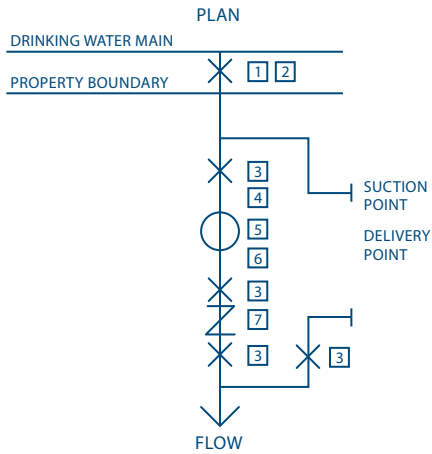 PLAN
DRINKING WATER MAIN
1 2
PROPERTY BOUNDARY
3
4
SUCTION
POINT
5
DELIVERY
POINT
6
3
7
3
3
FLOW